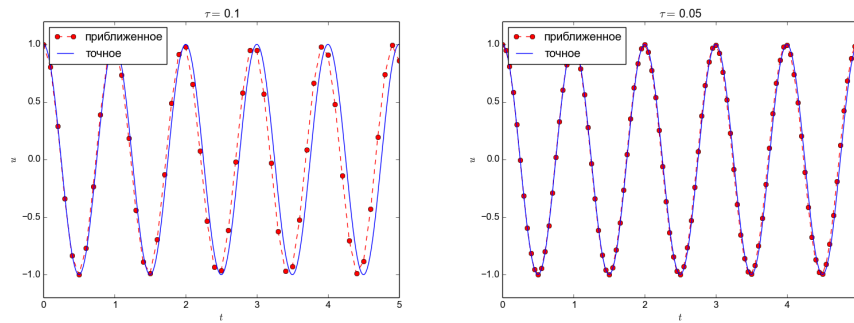 τ = 0.1
приближенное
точное
1.0
0.5
0.0
−0.5
−1.0
u
0 1 2 3 4 5
t
τ = 0.05
приближенное
точное
1.0
0.5
0.0
−0.5
−1.0
u
0 1 2 3 4
t